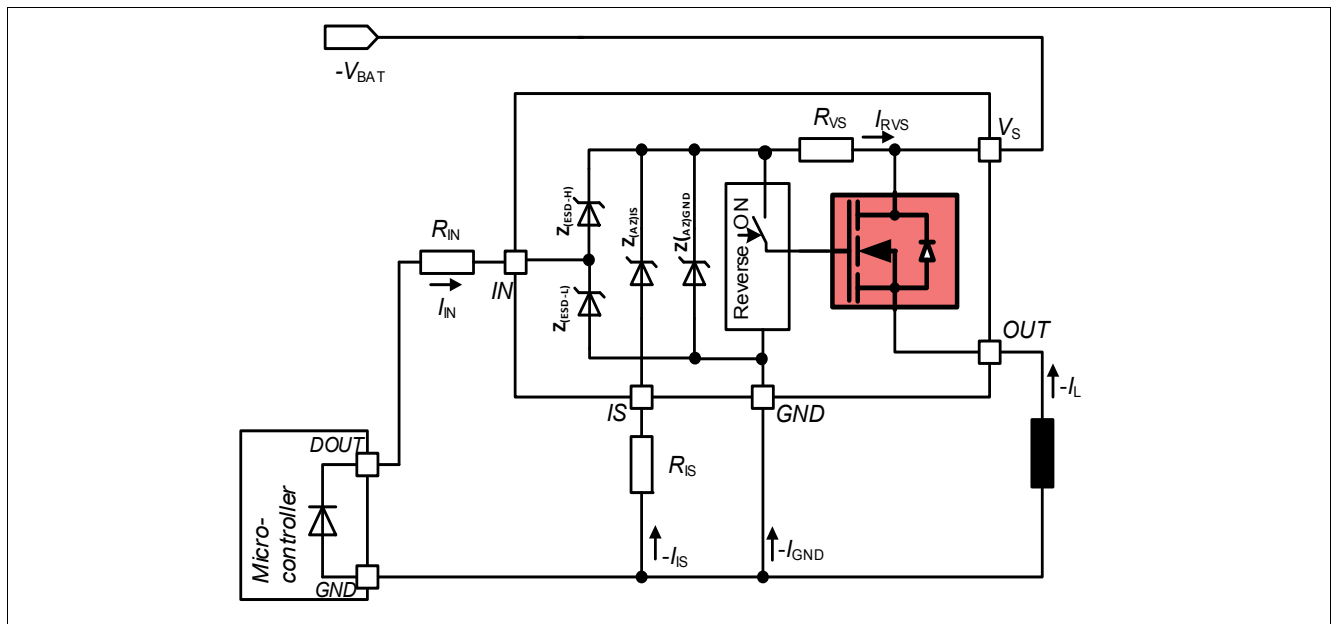 -VBAT
RVS
IRVS
VS
Z(ESD-H)
Z(AZ)IS
Z(AZ)GND
Reverse ON
RIN
IN
IIN
Z(ESD-L)
OUT
-IL
IS
GND
DOUT
RIS
Micro-
controller
-IIS
-IGND
GND